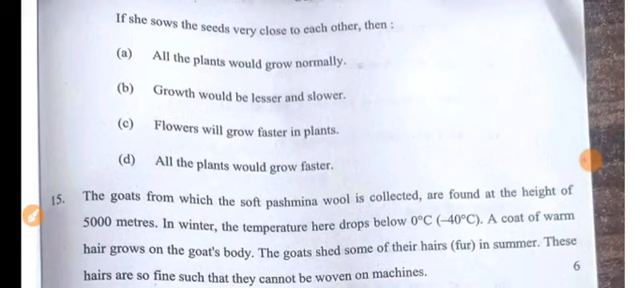 If she sows the seeds very close to each other, then :
(a) All the plants would grow normally.
(b) Growth would be lesser and slower.
(c) Flowers will grow faster in plants.
(d) All the plants would grow faster.
15. The goats from which the soft pashmina wool is collected, are found at the height of
5000 metres. In winter, the temperature here drops below 0°C (–40°C). A coat of warm
hair grows on the goat's body. The goats shed some of their hairs (fur) in summer. These
hairs are so fine such that they cannot be woven on machines.
6